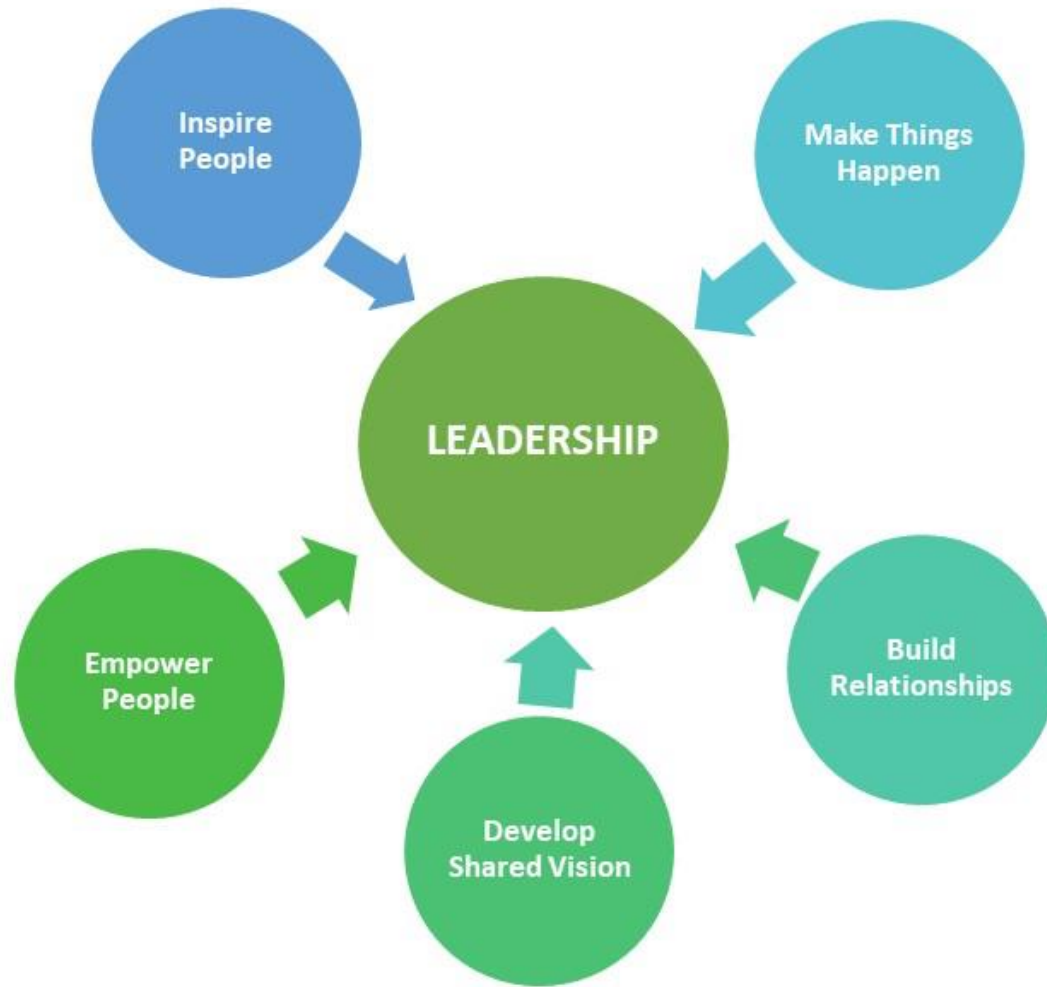 Inspire
People
Make Things
Happen
LEADERSHIP
Empower
People
Build
Relationships
Develop
Shared Vision